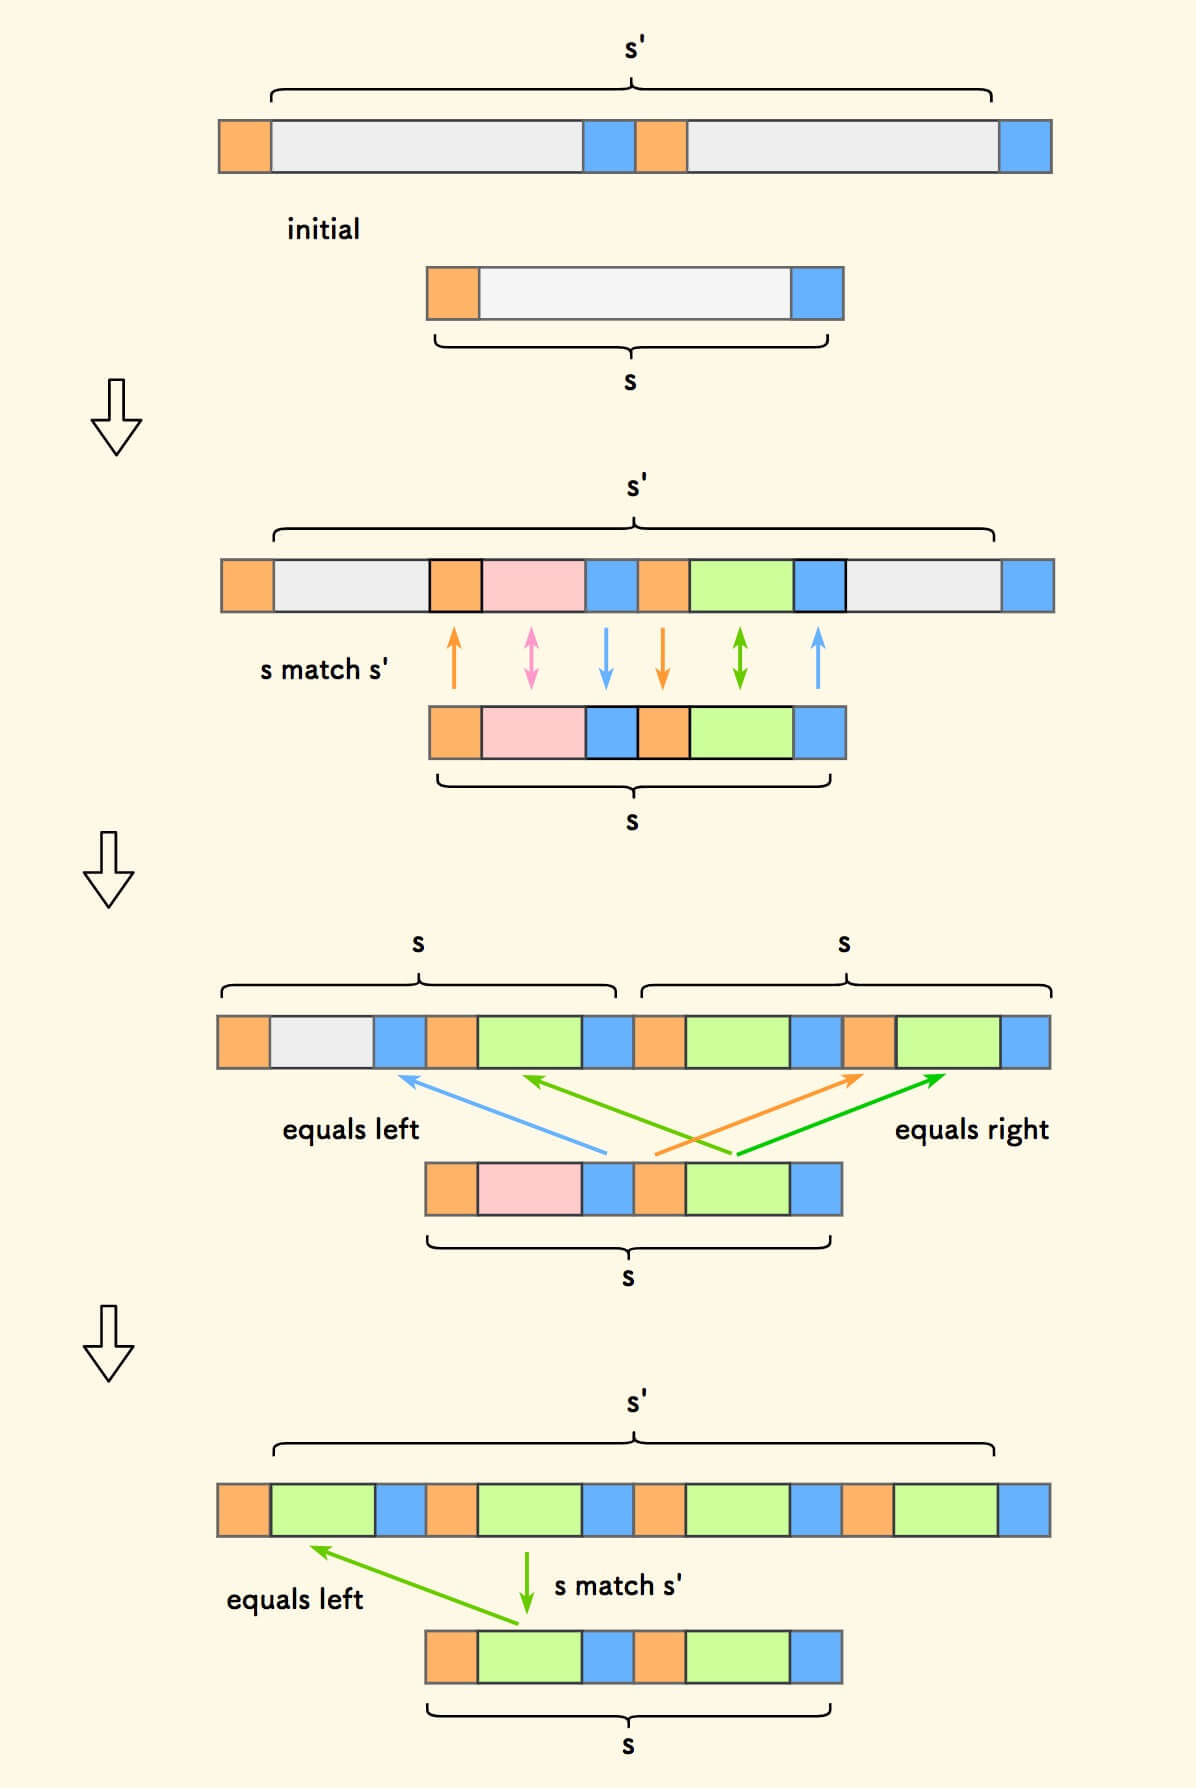 s'
initial
s
s'
s match s'
s
s s
equals left equals right
s
s'
s match s'
equals left
s